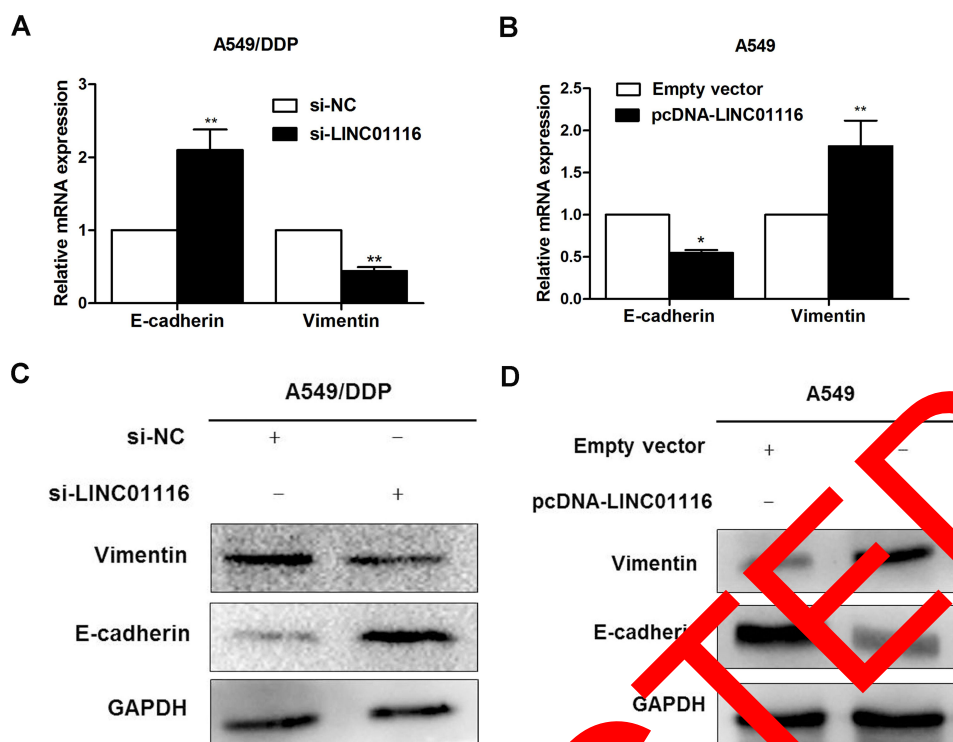 A
A549/DDP
Relative mRNA expression
3
2
1
0
si-NC
si-LINC01116
**
**
E-cadherin
Vimentin
B
A549
Relative mRNA expression
2.5
2.0
1.5
1.0
0.5
0.0
Empty vector
pcDNA-LINC01116
*
**
E-cadherin
Vimentin
C
A549/DDP
si-NC + −
si-LINC01116 − +
Vimentin
E-cadherin
GAPDH
D
A549
Empty vector + −
pcDNA-LINC01116 −
Vimentin
E-cadherin
GAPDH